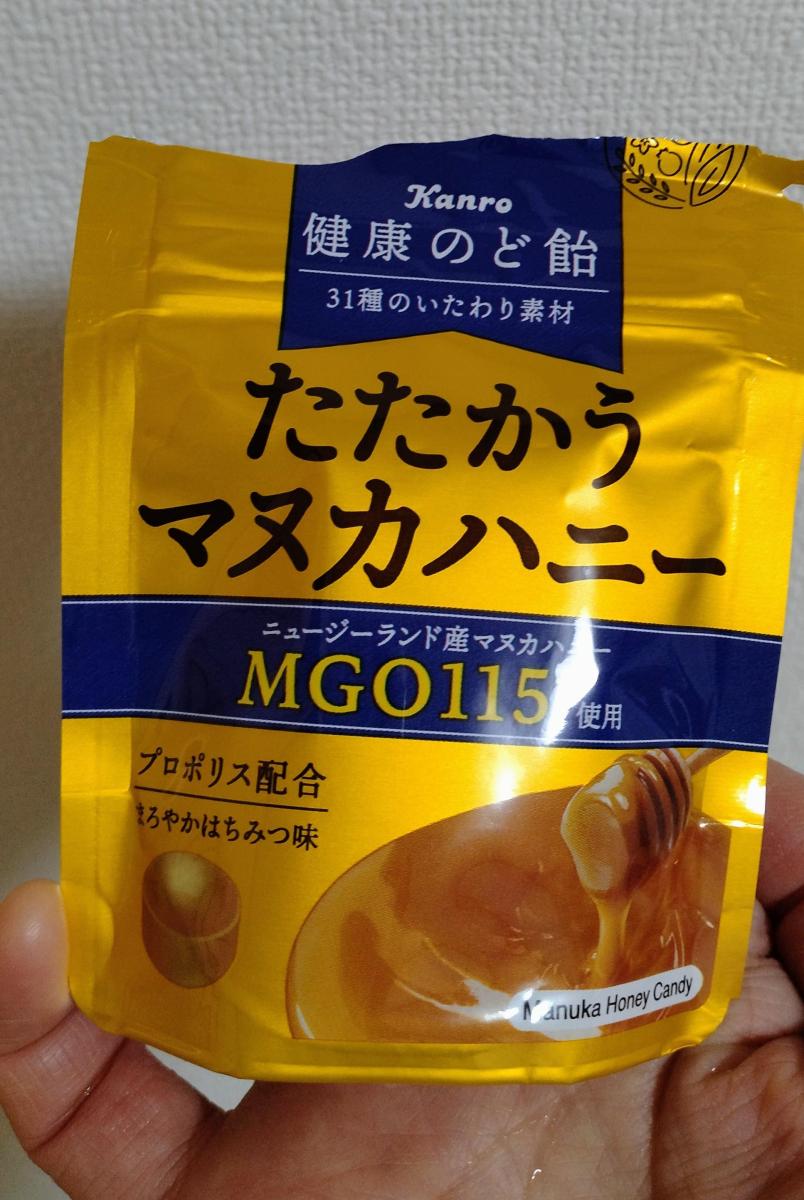 Kanro
健康のど飴
31種のいたわり素材
たたかう
マヌカハニー
ニュージーランド産マヌカハニー
MGO115 使用
プロポリス配合
まろやかはちみつ味
Manuka Honey Candy